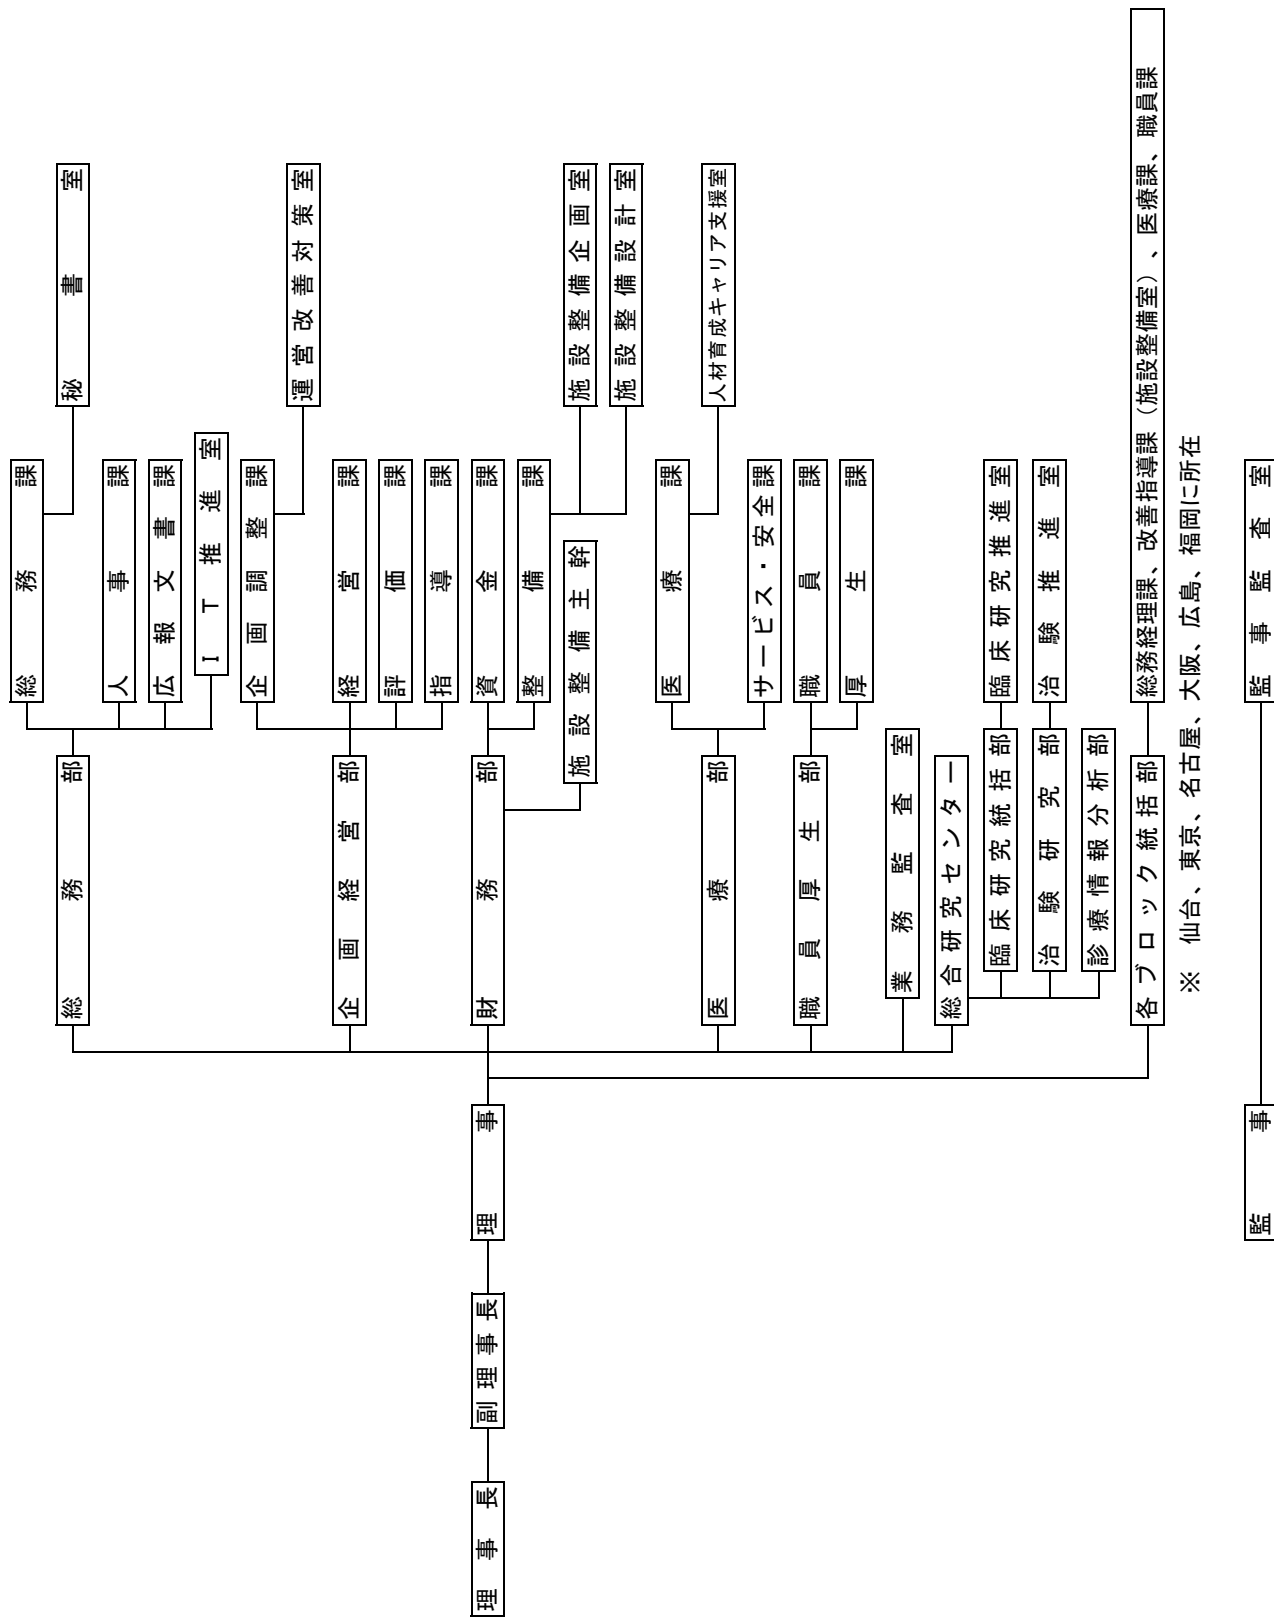 理事長
副理事長
理事
総務部
総務課
秘書室
人事課
広報文書課
ＩＴ推進室
企画経営部
企画調整課
運営改善対策室
経営課
評価課
指導課
財務部
資金課
整備課
施設整備企画室
施設整備設計室
施設整備主幹
医療部
医療課
人材育成キャリア支援室
サービス・安全課
職員厚生部
職員課
厚生課
業務監査室
総合研究センター
臨床研究統括部
臨床研究推進室
治験研究部
治験推進室
診療情報分析部
各ブロック統括部
総務経理課、改善指導課（施設整備室）、医療課、職員課
※　仙台、東京、名古屋、大阪、広島、福岡に所在
監事
監事監査室